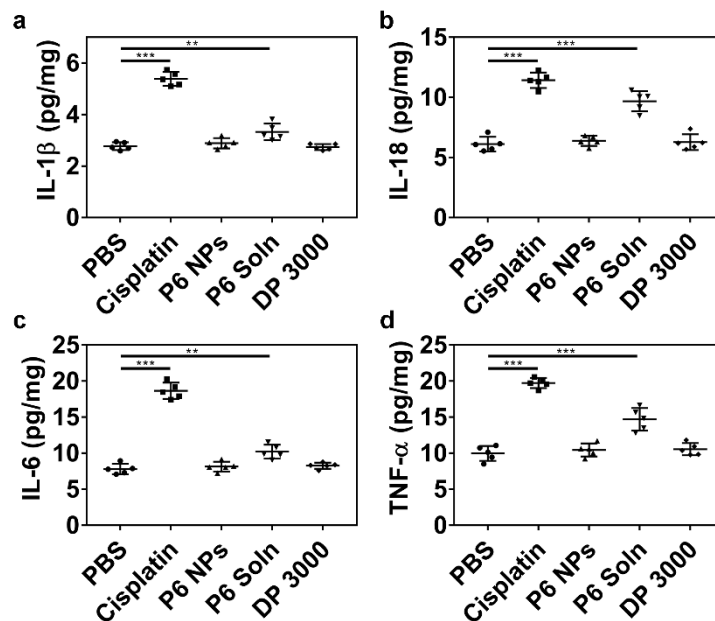 a
**
***
IL-1β (pg/mg)
6
4
2
0
PBS
Cisplatin
P6 NPs
P6 Soln
DP 3000
b
***
***
IL-18 (pg/mg)
15
10
5
0
PBS
Cisplatin
P6 NPs
P6 Soln
DP 3000
c
**
***
IL-6 (pg/mg)
25
20
15
10
5
0
PBS
Cisplatin
P6 NPs
P6 Soln
DP 3000
d
***
***
TNF-α (pg/mg)
25
20
15
10
5
0
PBS
Cisplatin
P6 NPs
P6 Soln
DP 3000